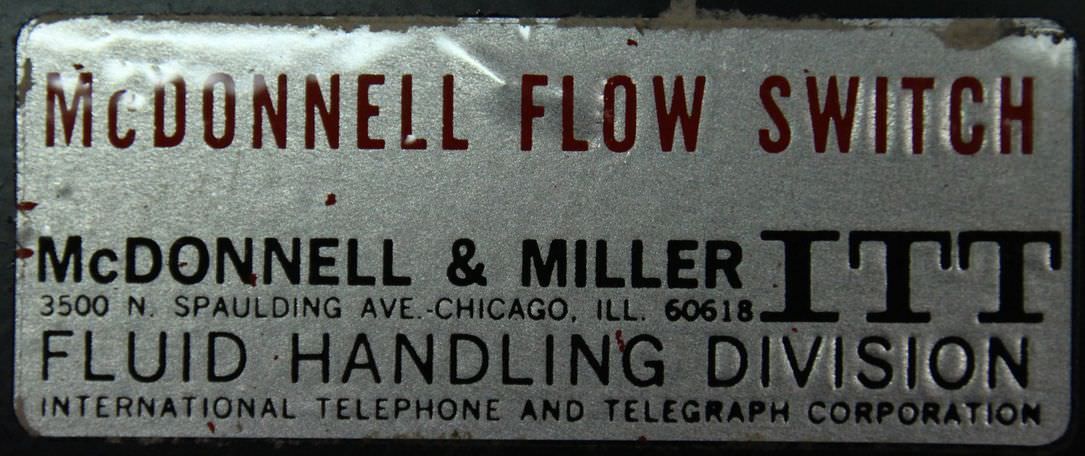 McDONNELL FLOW SWITCH
McDONNELL & MILLER ITT
3500 N. SPAULDING AVE.-CHICAGO, ILL. 60618
FLUID HANDLING DIVISION
INTERNATIONAL TELEPHONE AND TELEGRAPH CORPORATION